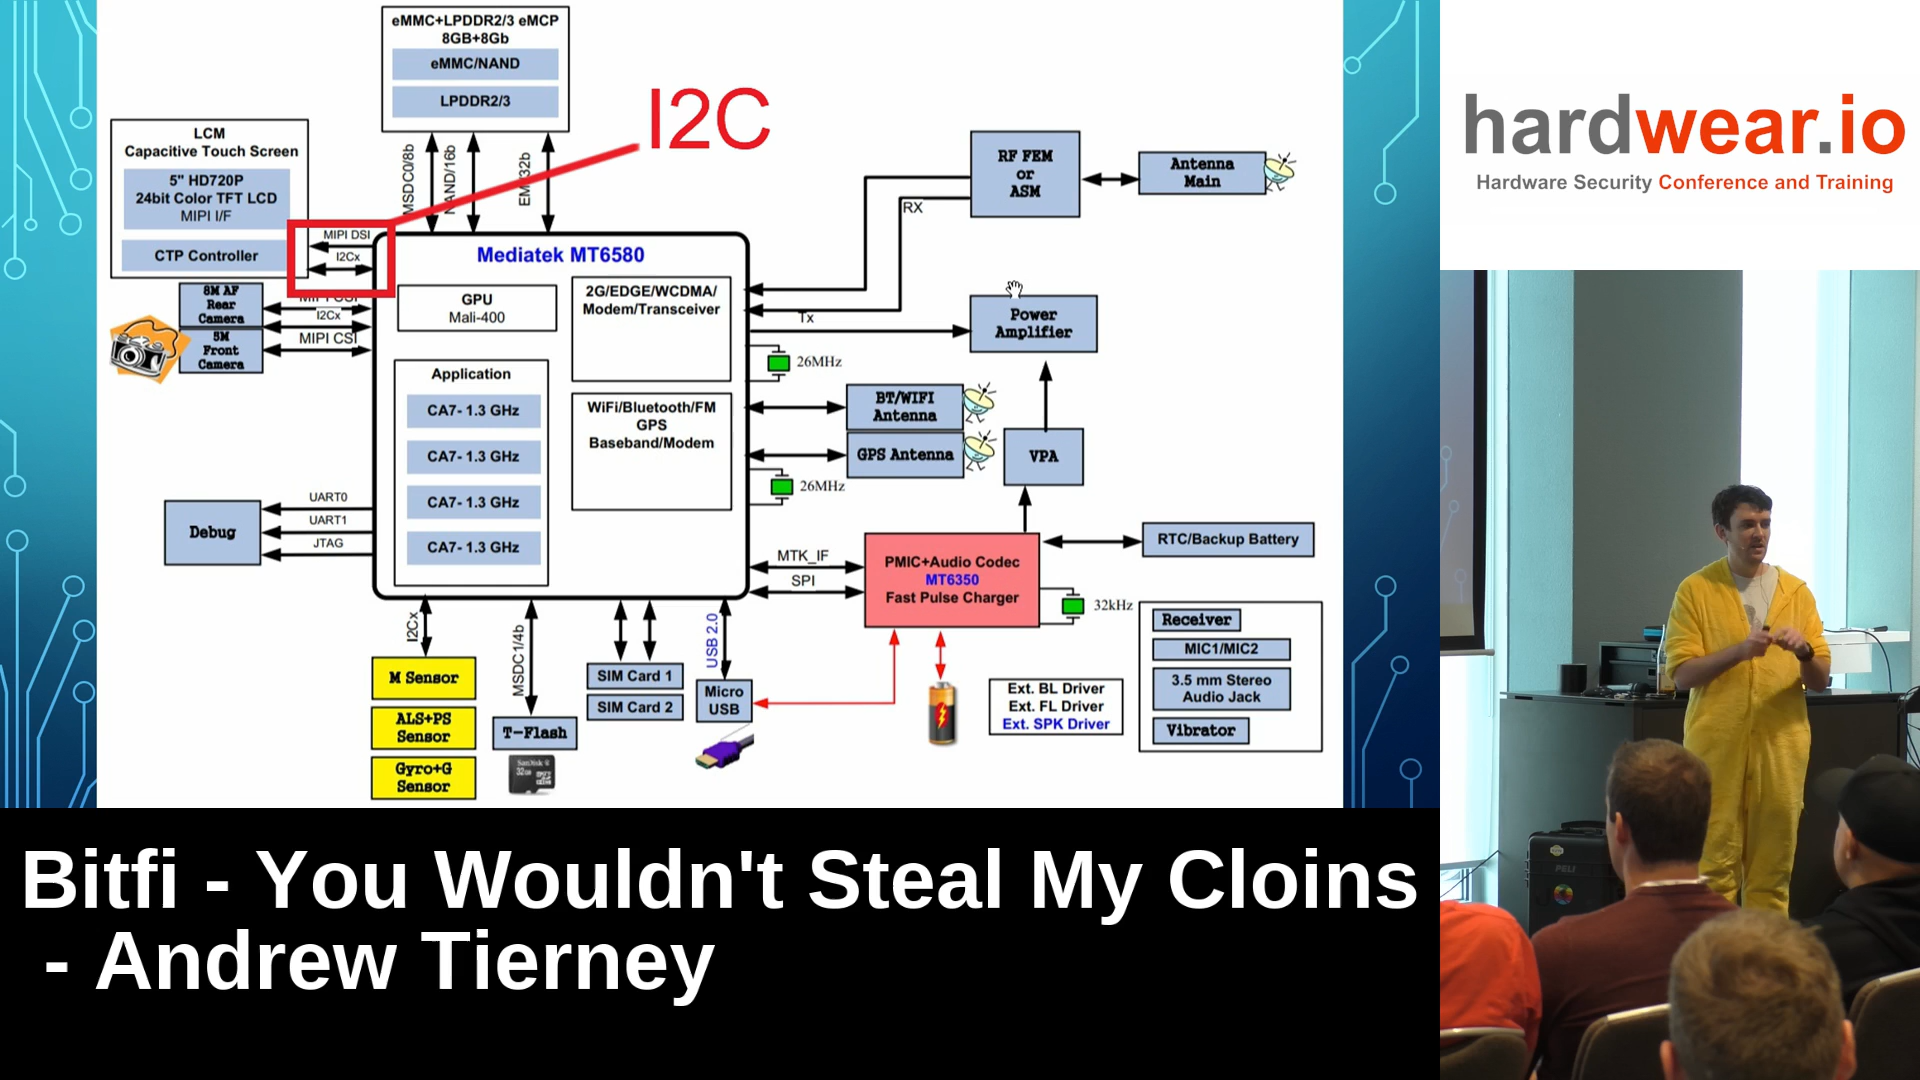 eMMC+LPDDR2/3 eMCP
8GB+8Gb
eMMC/NAND
LPDDR2/3
I2C
LCM
Capacitive Touch Screen
5" HD720P
24bit Color TFT LCD
MIPI I/F
CTP Controller
MSDC0/8b
NAND/16b
32b
MIPI DSI
I2Cx
8M AF
Rear
Camera
I2Cx
5M
Front
Camera
MIPI CSI
Mediatek MT6580
GPU
Mali-400
2G/EDGE/WCDMA/
Modem/Transceiver
Application
CA7- 1.3 GHz
CA7- 1.3 GHz
CA7- 1.3 GHz
CA7- 1.3 GHz
WiFi/Bluetooth/FM
GPS
Baseband/Modem
RF FEM
or
ASM
Antenna
Main
RX
Tx
Power
Amplifier
26MHz
BT/WIFI
Antenna
GPS Antenna
VPA
26MHz
Debug
UART0
UART1
JTAG
MTK_IF
SPI
PMIC+Audio Codec
MT6350
Fast Pulse Charger
RTC/Backup Battery
32kHz
Receiver
MIC1/MIC2
3.5 mm Stereo
Audio Jack
Vibrator
I2Cx
MSDC1/4b
USB 2.0
M Sensor
ALS+PS
Sensor
Gyro+G
Sensor
T-Flash
SanDisk
SIM Card 1
SIM Card 2
Micro
USB
Ext. BL Driver
Ext. FL Driver
Ext. SPK Driver
hardwear.io
Hardware Security Conference and Training
PELI
Bitfi - You Wouldn't Steal My Cloins
- Andrew Tierney